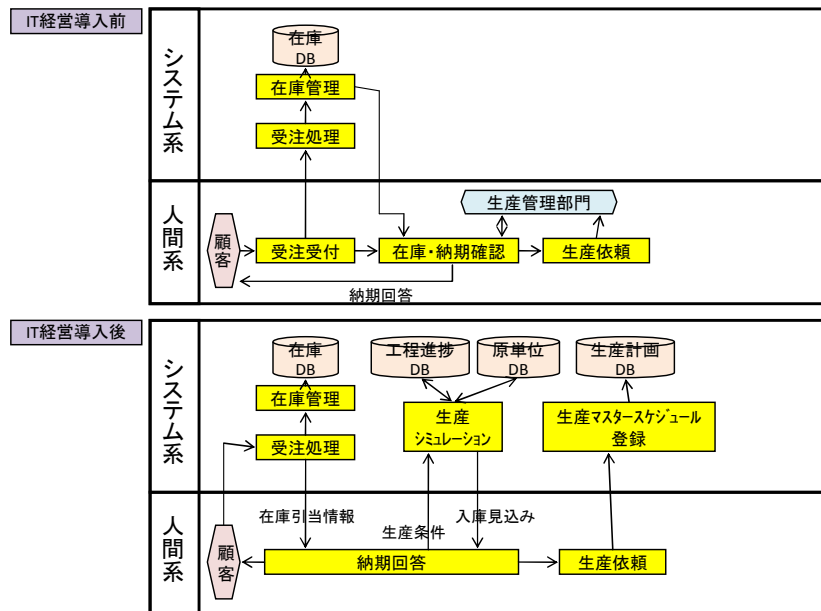 IT経営導入前
システム系
在庫
DB
在庫管理
受注処理
人間系
生産管理部門
顧客
受注受付
在庫・納期確認
生産依頼
納期回答
IT経営導入後
システム系
在庫
DB
工程進捗
DB
原単位
DB
生産計画
DB
在庫管理
生産
シミュレーション
生産マスタースケジュール
登録
受注処理
人間系
在庫引当情報
入庫見込み
生産条件
顧客
納期回答
生産依頼